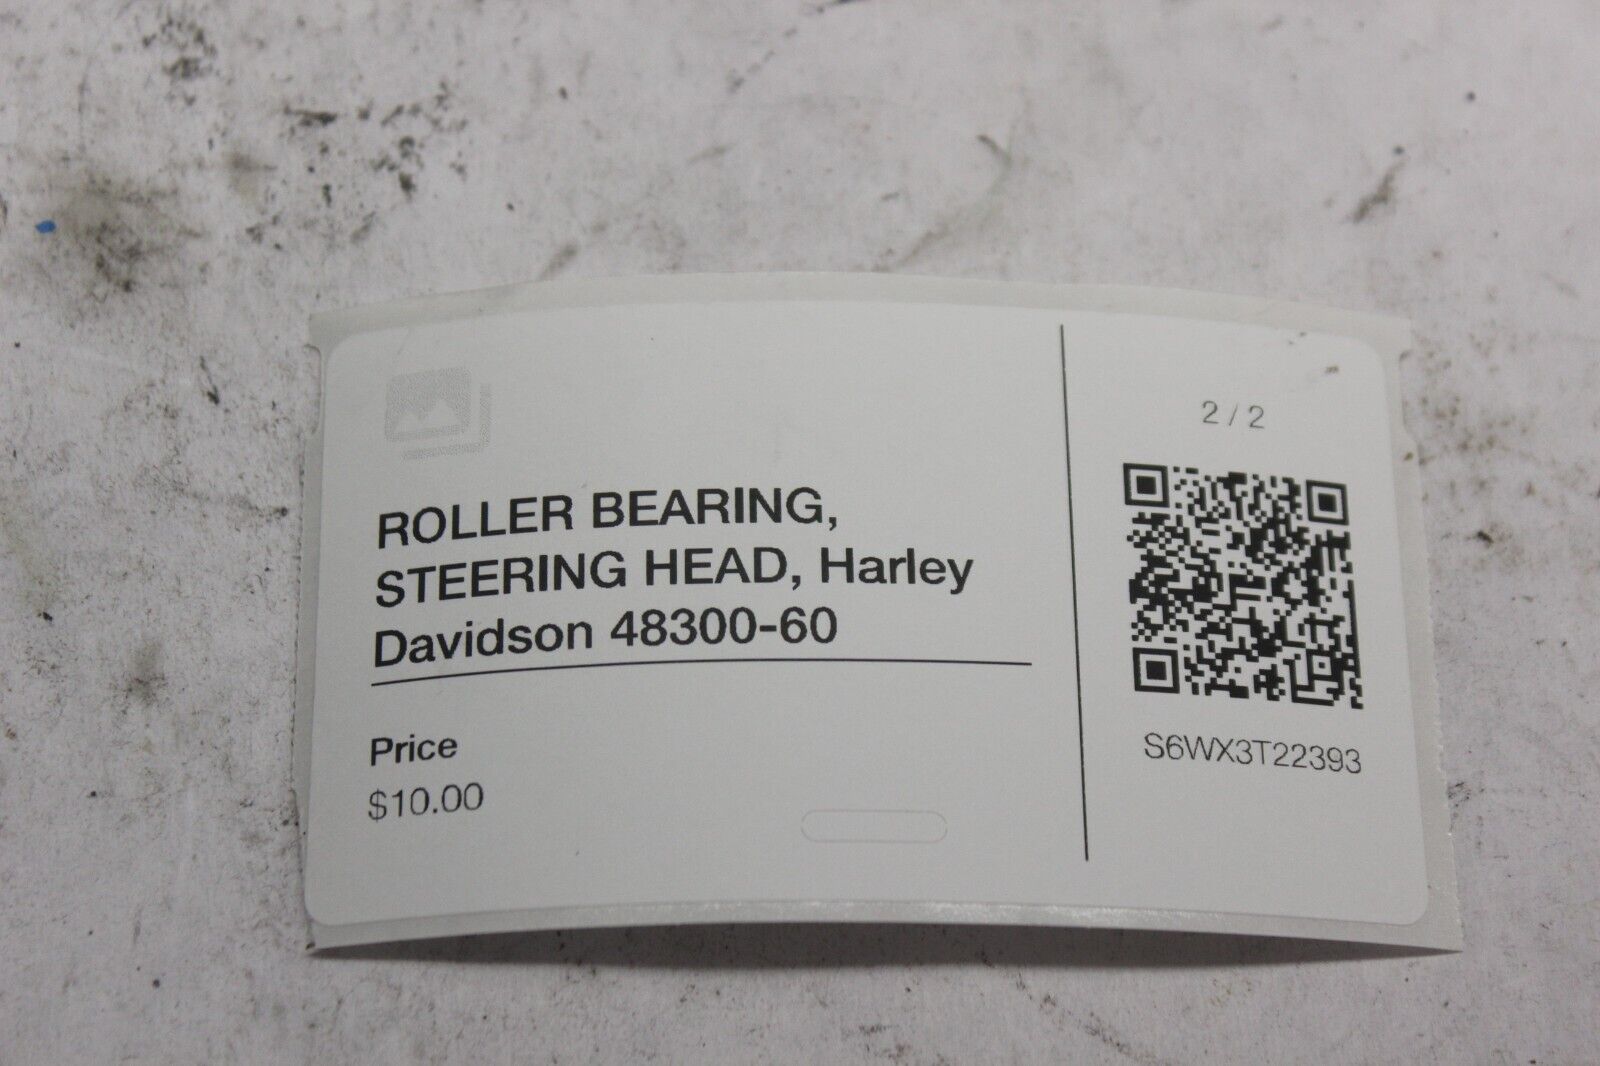 ROLLER BEARING,
STEERING HEAD, Harley
Davidson 48300-60
Price
$10.00
2 / 2
S6WX3T22393